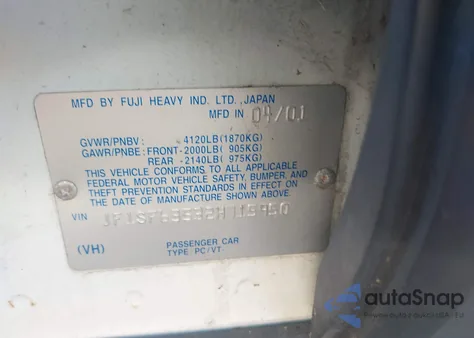 MFD BY FUJI HEAVY IND. LTD., JAPAN
MFD IN 04/01
GVWR/PNBV : 4120LB(1870KG)
GAWR/PNBE: FRONT-2000LB( 905KG)
REAR -2140LB( 975KG)
THIS VEHICLE CONFORMS TO ALL APPLICABLE
FEDERAL MOTOR VEHICLE SAFETY, BUMPER, AND
THEFT PREVENTION STANDARDS IN EFFECT ON
THE DATE OF MANUFACTURE SHOWN ABOVE.
VIN
(VH)
PASSENGER CAR
TYPE PC/VT
autoSnap